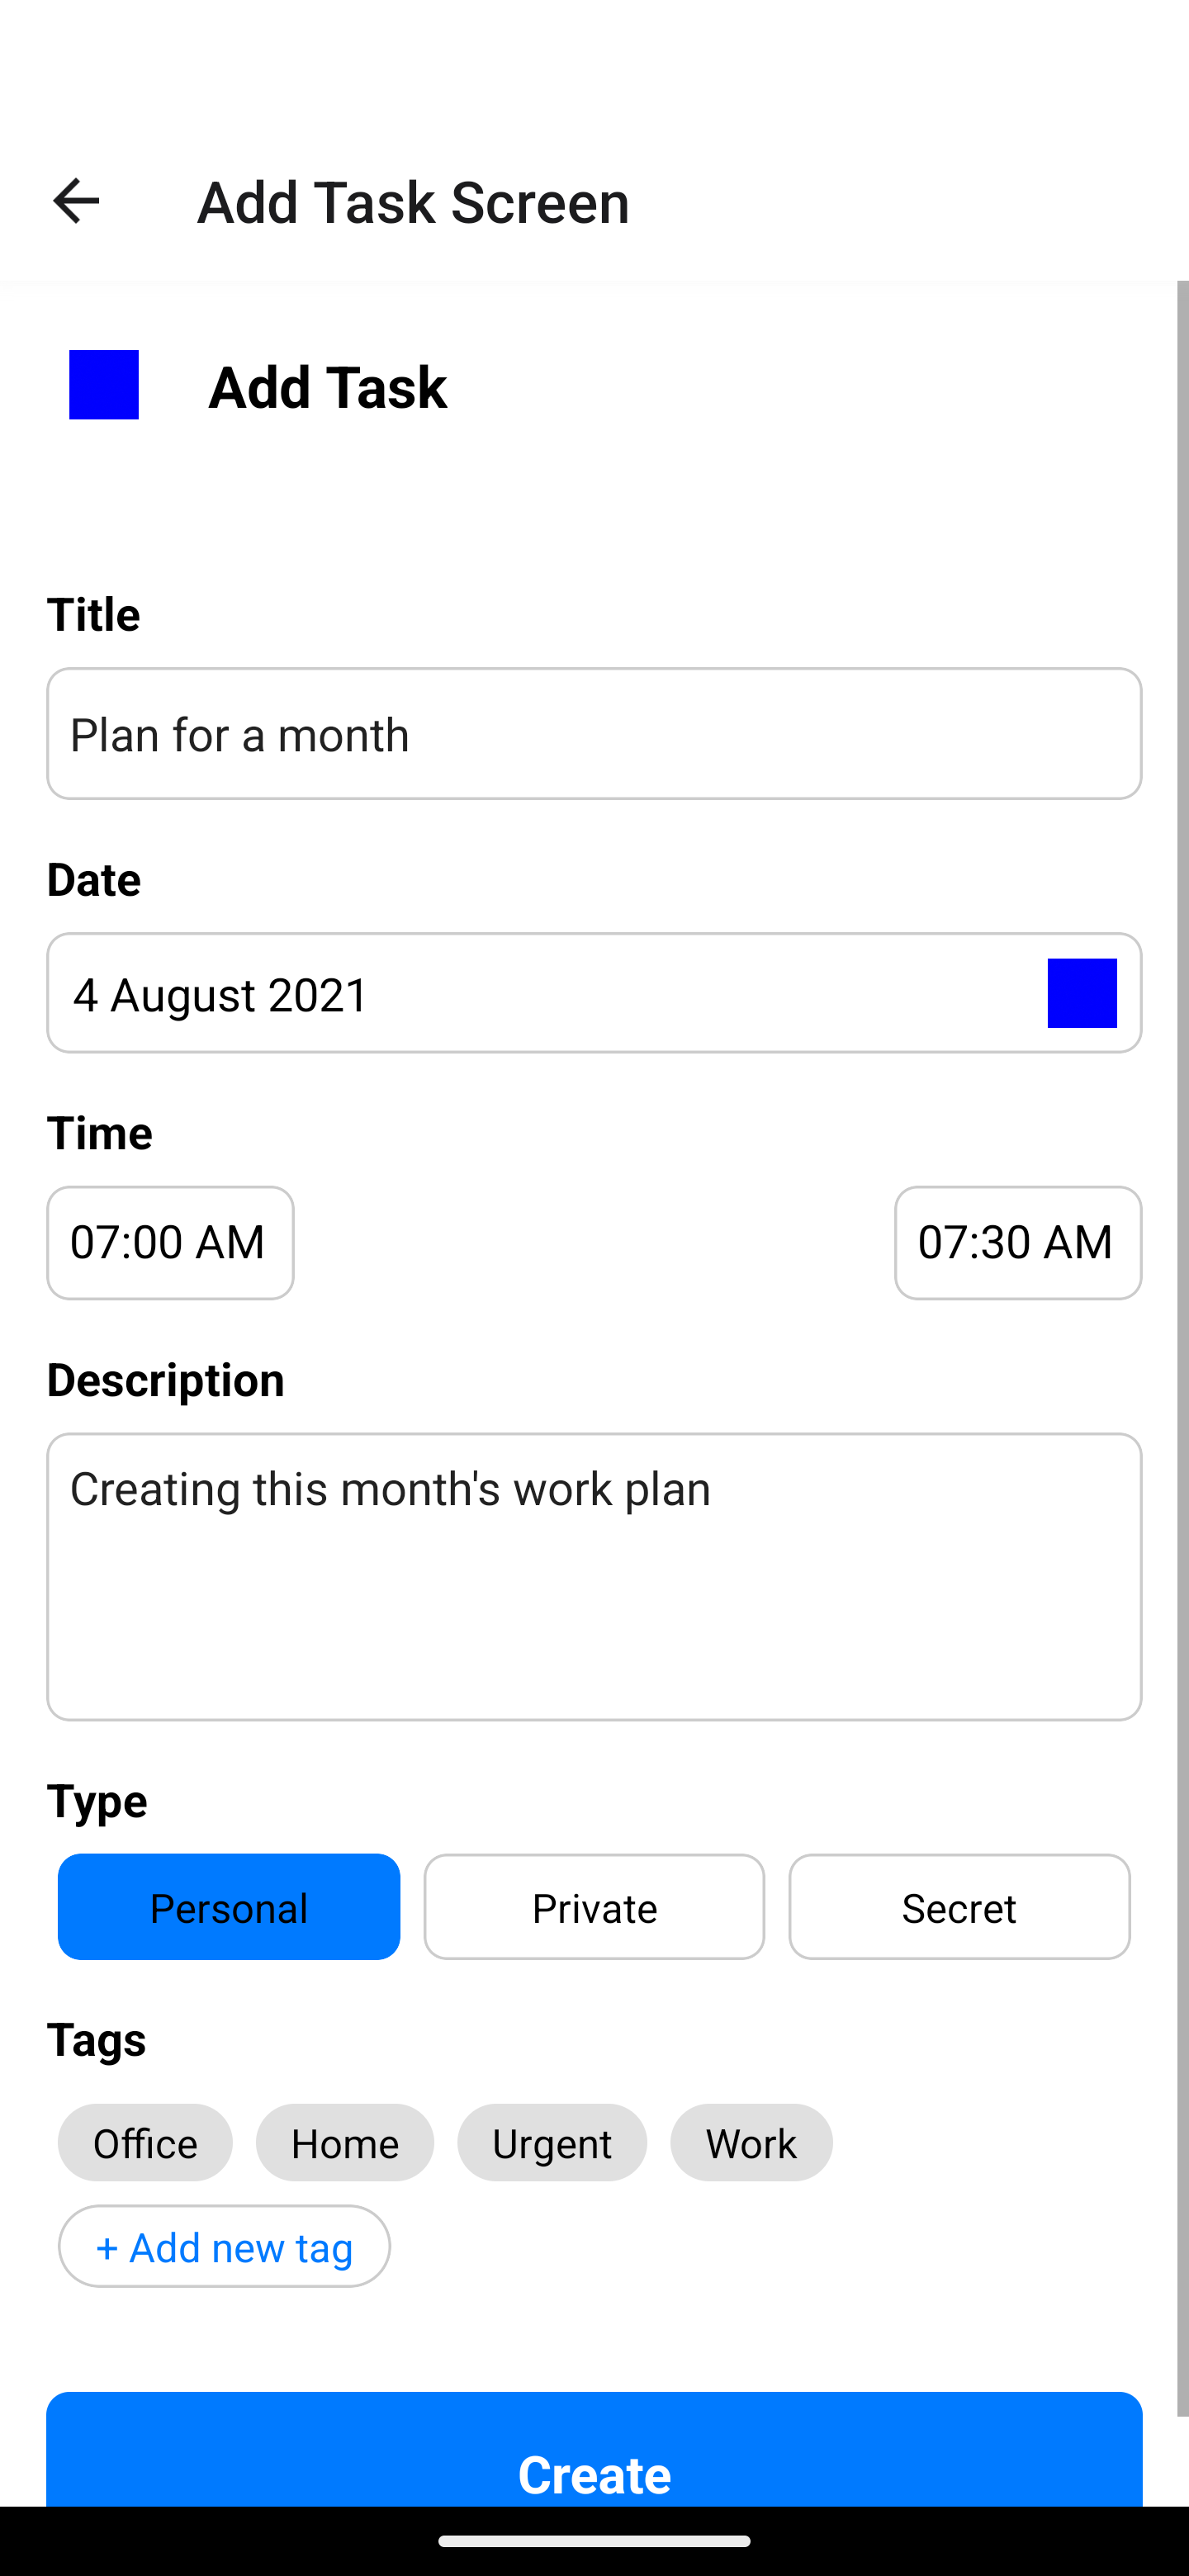 Add Task Screen
Add Task
Title
Plan for a month
Date
4 August 2021
Time
07:00 AM 07:30 AM
Description
Creating this month's work plan
Type
Personal Private Secret
Tags
Office Home Urgent Work
+ Add new tag
Create